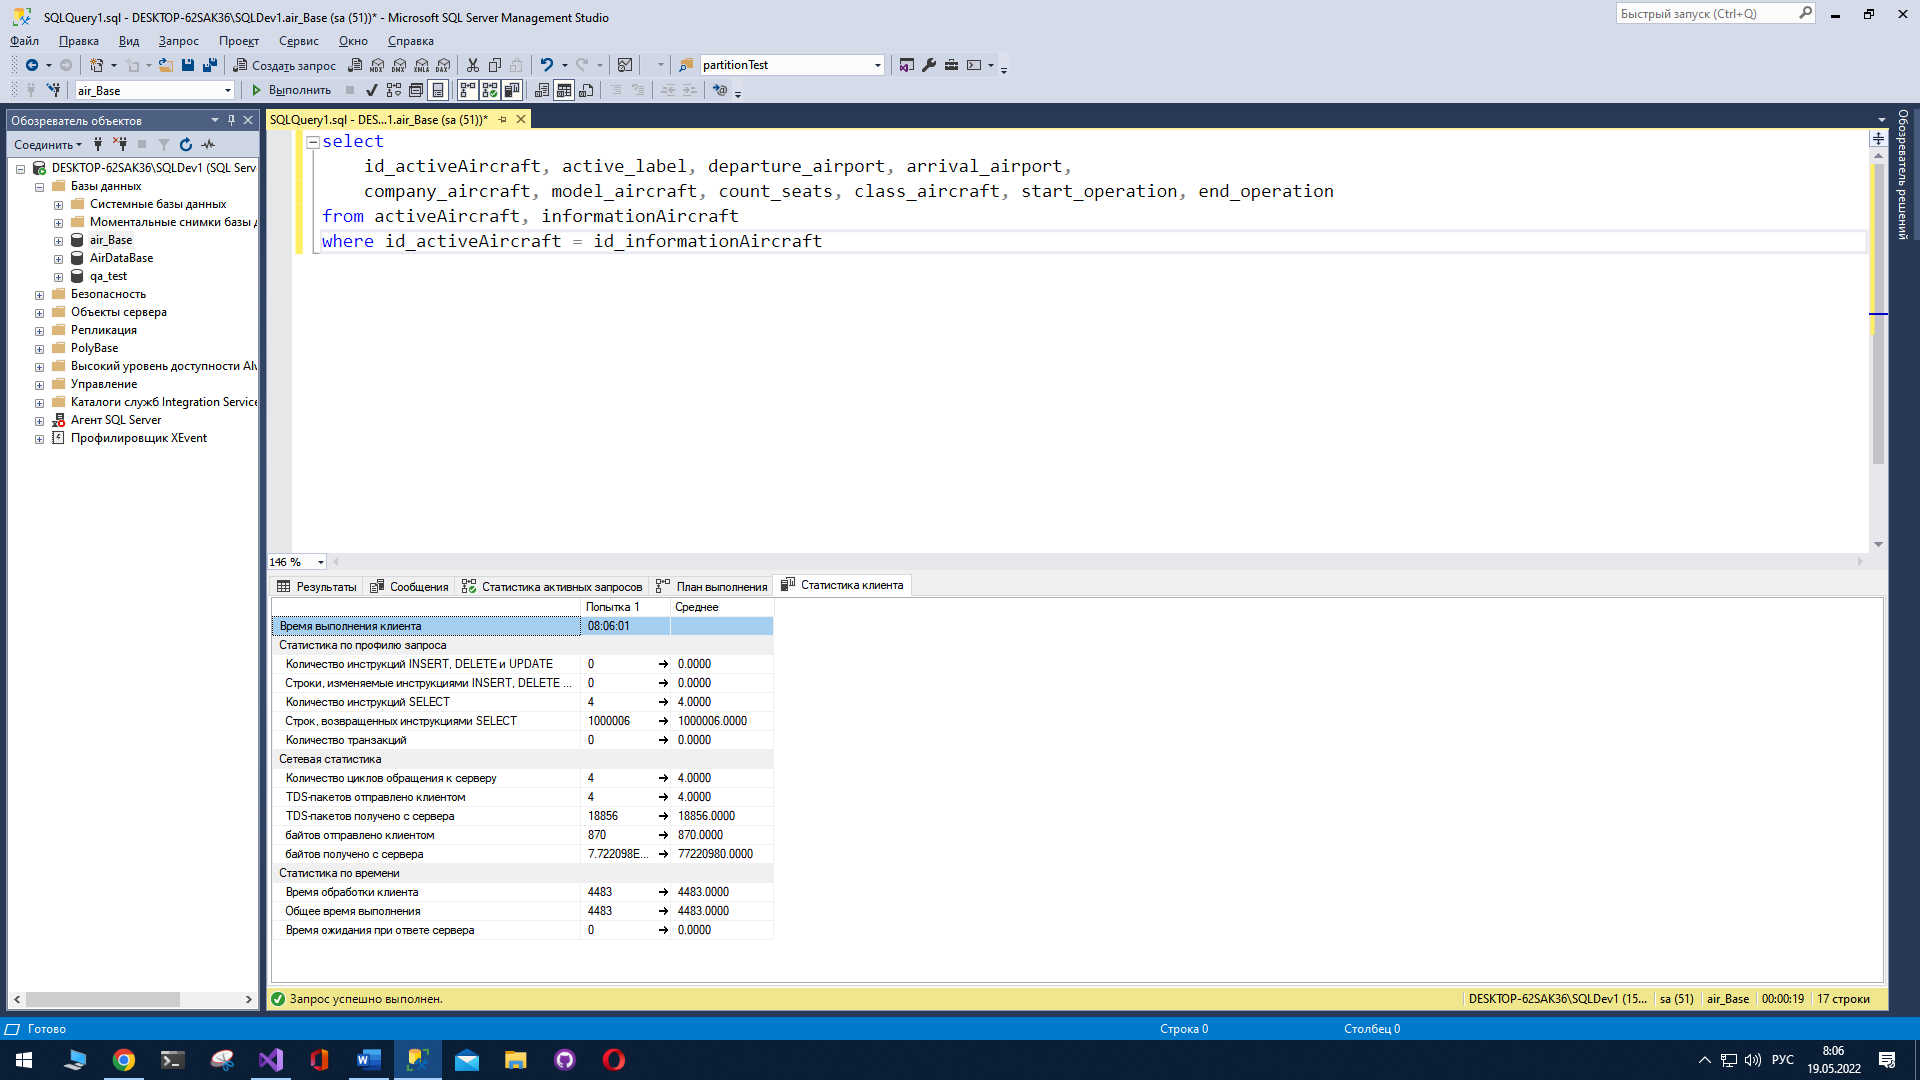 SQLQuery1.sql - DESKTOP-62SAK36\SQLDev1.air_Base (sa (51))* - Microsoft SQL Server Management Studio
Быстрый запуск (Ctrl+Q)
Файл Правка Вид Запрос Проект Сервис Окно Справка
Создать запрос MDX DMX XMLA DAX partitionTest
air_Base Выполнить
Обозреватель объектов
SQLQuery1.sql - DES...1.air_Base (sa (51))*
Обозреватель решений
Соединить
DESKTOP-62SAK36\SQLDev1 (SQL Serv
Базы данных
Системные базы данных
Моментальные снимки базы д
air_Base
AirDataBase
qa_test
Безопасность
Объекты сервера
Репликация
PolyBase
Высокий уровень доступности Alw
Управление
Каталоги служб Integration Service
Агент SQL Server
Профилировщик XEvent
select
id_activeAircraft, active_label, departure_airport, arrival_airport,
company_aircraft, model_aircraft, count_seats, class_aircraft, start_operation, end_operation
from activeAircraft, informationAircraft
where id_activeAircraft = id_informationAircraft
146 %
Результаты Сообщения Статистика активных запросов План выполнения Статистика клиента
Попытка 1 Среднее
Время выполнения клиента 08:06:01
Статистика по профилю запроса
Количество инструкций INSERT, DELETE и UPDATE 0 → 0.0000
Строки, изменяемые инструкциями INSERT, DELETE ... 0 → 0.0000
Количество инструкций SELECT 4 → 4.0000
Строк, возвращенных инструкциями SELECT 1000006 → 1000006.0000
Количество транзакций 0 → 0.0000
Сетевая статистика
Количество циклов обращения к серверу 4 → 4.0000
TDS-пакетов отправлено клиентом 4 → 4.0000
TDS-пакетов получено с сервера 18856 → 18856.0000
байтов отправлено клиентом 870 → 870.0000
байтов получено с сервера 7.722098E... → 77220980.0000
Статистика по времени
Время обработки клиента 4483 → 4483.0000
Общее время выполнения 4483 → 4483.0000
Время ожидания при ответе сервера 0 → 0.0000
Запрос успешно выполнен. DESKTOP-62SAK36\SQLDev1 (15... sa (51) air_Base 00:00:19 17 строки
Готово Строка 0 Столбец 0
РУС 8:06
19.05.2022